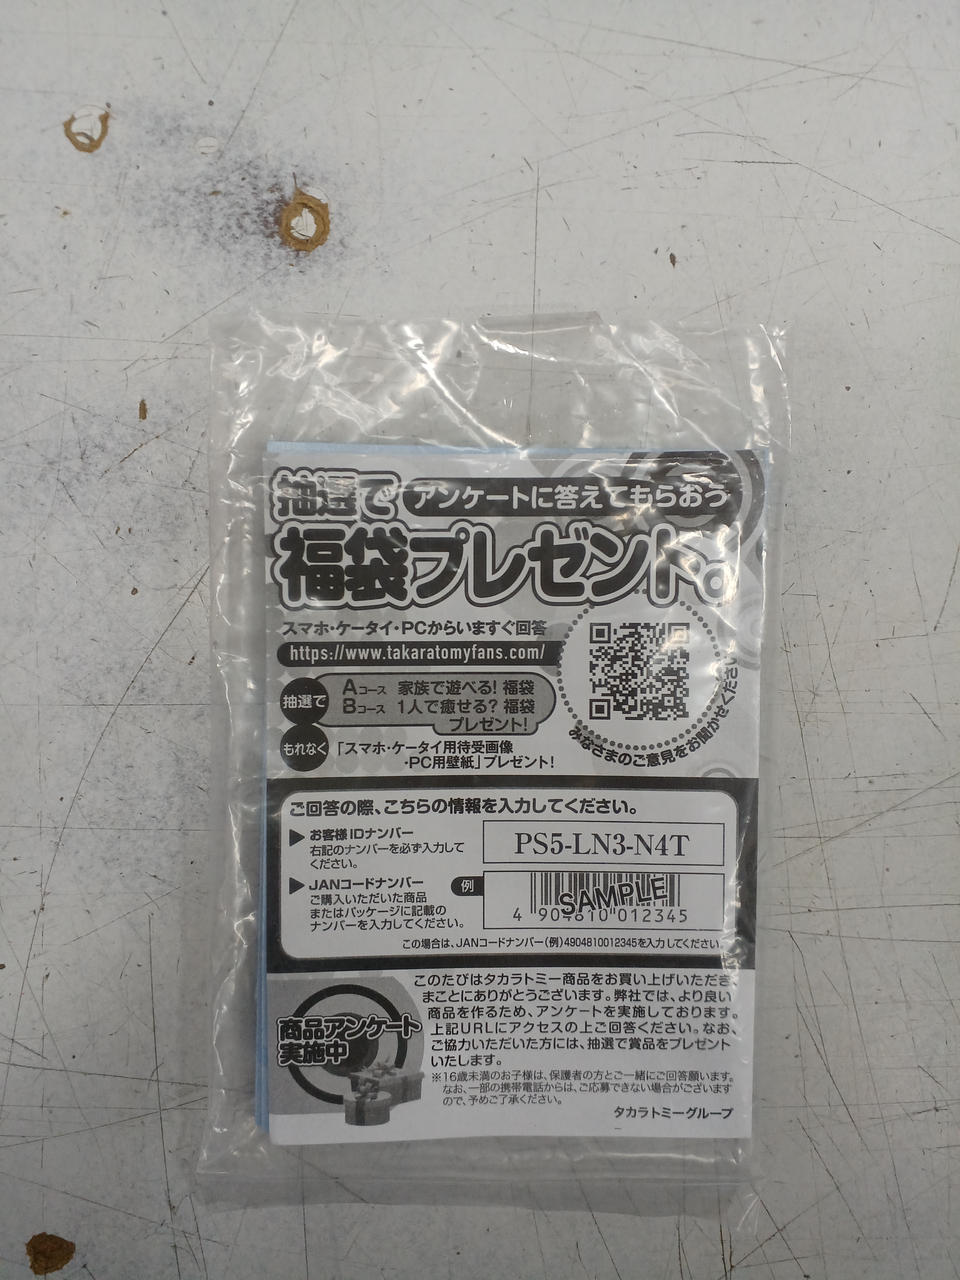 抽選で アンケートに答えてもらおう
福袋プレゼント。
スマホ・ケータイ・PCからいますぐ回答
https://www.takaratomyfans.com/
抽選で
Aコース 家族で遊べる! 福袋
Bコース 1人で癒せる? 福袋
プレゼント!
もれなく
「スマホ・ケータイ用待受画像
・PC用壁紙」プレゼント!
みなさまのご意見をお聞かせください
ご回答の際、こちらの情報を入力してください。
お客様IDナンバー
右記のナンバーを必ず入力して
ください。
PS5-LN3-N4T
JANコードナンバー
ご購入いただいた商品
またはパッケージに記載の
ナンバーを入力してください。
例
SAMPLE
4 904810 012345
この場合は、JANコードナンバー(例)4904810012345を入力してください。
商品アンケート
実施中
このたびはタカラトミー商品をお買い上げいただき、
まことにありがとうございます。弊社では、より良い
商品を作るため、アンケートを実施しております。
上記URLにアクセスの上ご回答ください。なお、
ご協力いただいた方には、抽選で賞品をプレゼント
いたします。
※16歳未満のお子様は、保護者の方とご一緒にご回答願います。
なお、一部の携帯電話からは、ご応募できない場合がございます
ので、予めご了承ください。
タカラトミーグループ